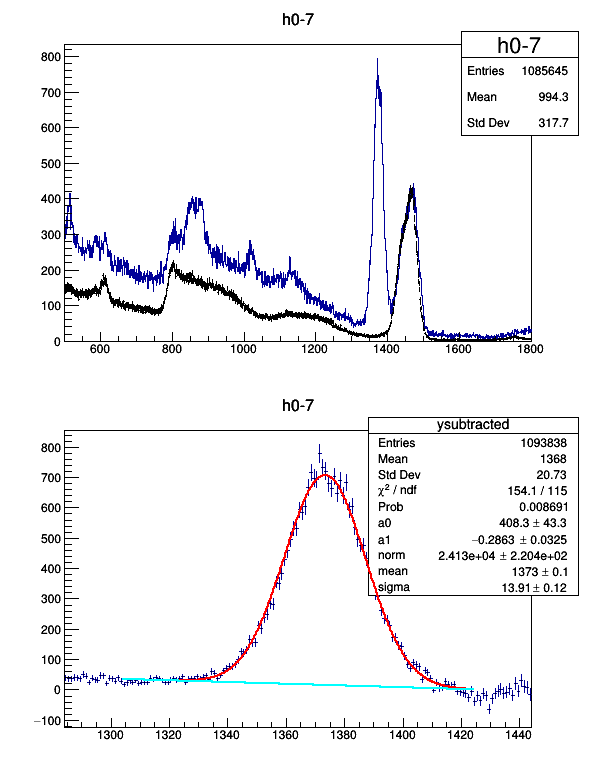 h0-7
h0-7
Entries 1085645
Mean 994.3
Std Dev 317.7
800
700
600
500
400
300
200
100
0
600 800 1000 1200 1400 1600 1800
h0-7
ysubtracted
Entries 1093838
Mean 1368
Std Dev 20.73
χ² / ndf 154.1 / 115
Prob 0.008691
a0 408.3 ± 43.3
a1 −0.2863 ± 0.0325
norm 2.413e+04 ± 2.204e+02
mean 1373 ± 0.1
sigma 13.91 ± 0.12
800
700
600
500
400
300
200
100
0
−100
1300 1320 1340 1360 1380 1400 1420 1440